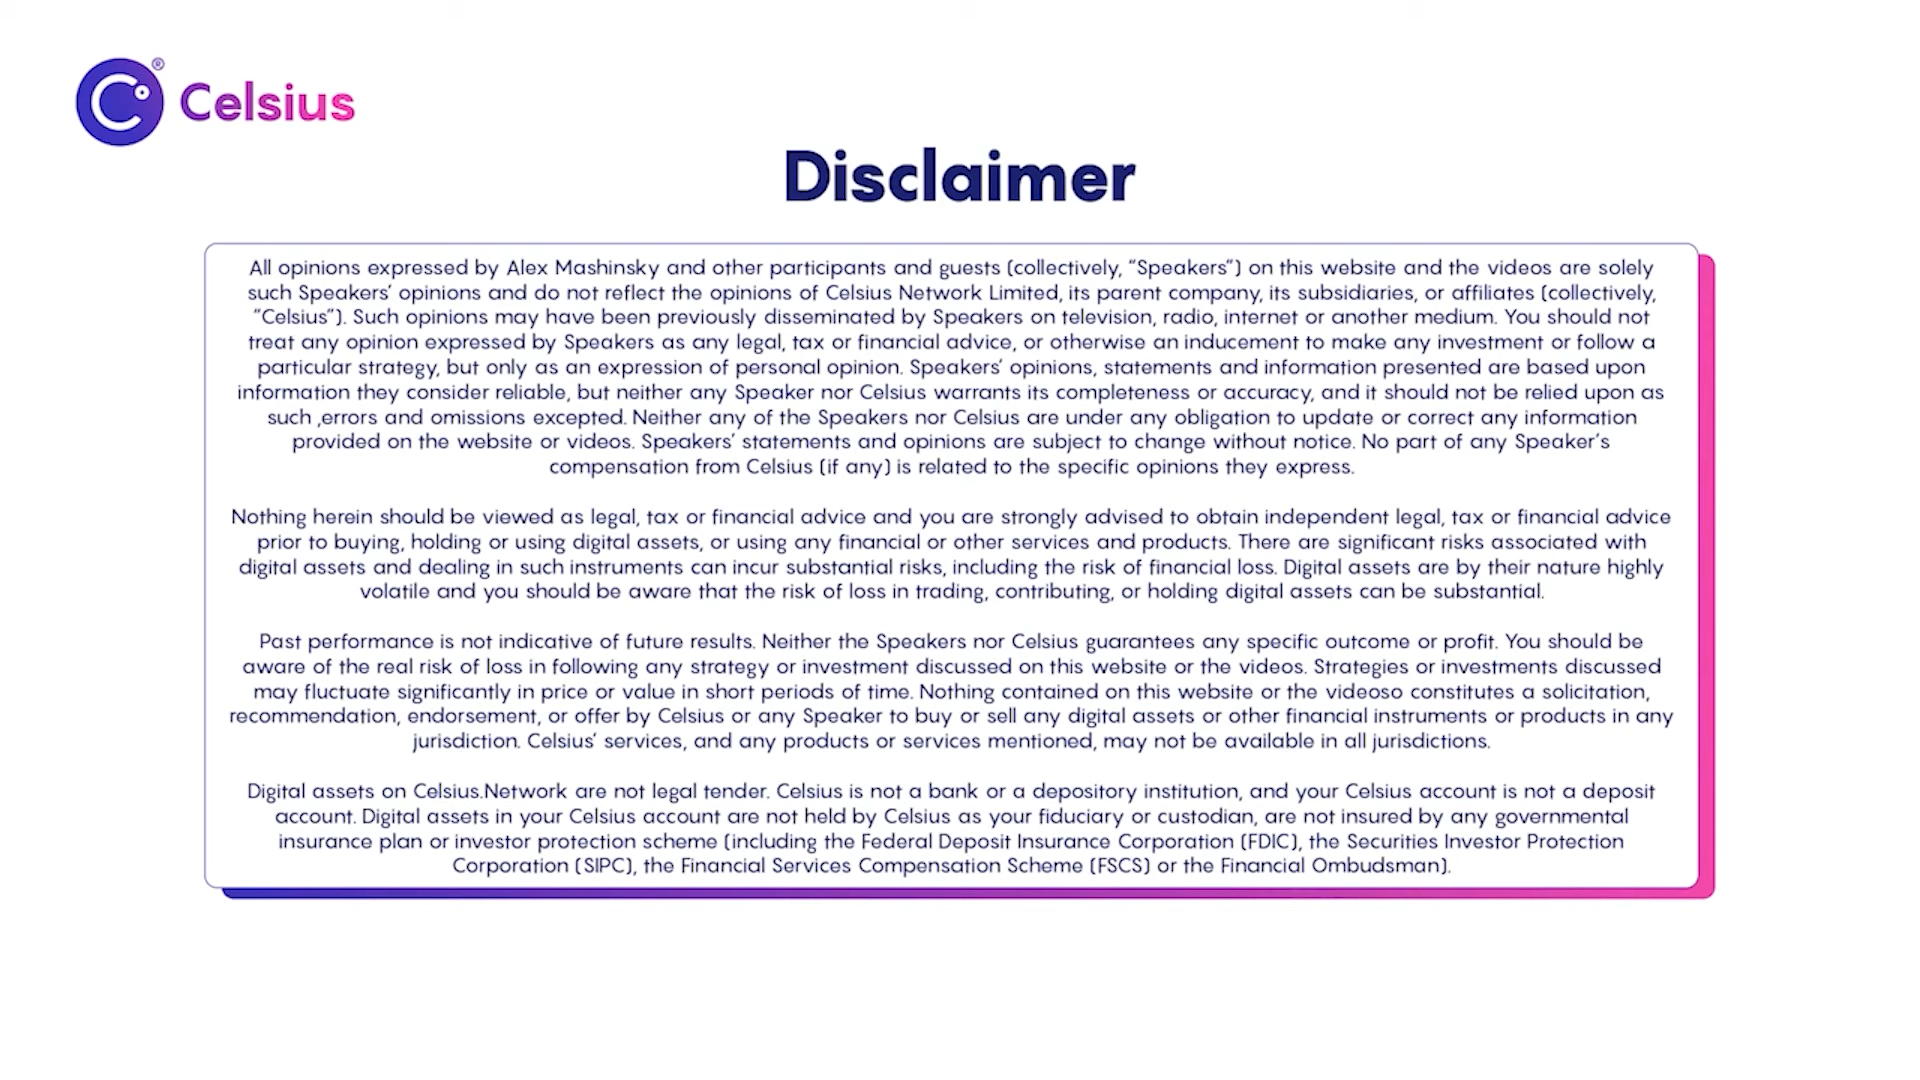 Celsius®
Disclaimer
All opinions expressed by Alex Mashinsky and other participants and guests (collectively, “Speakers”) on this website and the videos are solely
such Speakers’ opinions and do not reflect the opinions of Celsius Network Limited, its parent company, its subsidiaries, or affiliates (collectively,
“Celsius”). Such opinions may have been previously disseminated by Speakers on television, radio, internet or another medium. You should not
treat any opinion expressed by Speakers as any legal, tax or financial advice, or otherwise an inducement to make any investment or follow a
particular strategy, but only as an expression of personal opinion. Speakers’ opinions, statements and information presented are based upon
information they consider reliable, but neither any Speaker nor Celsius warrants its completeness or accuracy, and it should not be relied upon as
such ,errors and omissions excepted. Neither any of the Speakers nor Celsius are under any obligation to update or correct any information
provided on the website or videos. Speakers’ statements and opinions are subject to change without notice. No part of any Speaker’s
compensation from Celsius (if any) is related to the specific opinions they express.
Nothing herein should be viewed as legal, tax or financial advice and you are strongly advised to obtain independent legal, tax or financial advice
prior to buying, holding or using digital assets, or using any financial or other services and products. There are significant risks associated with
digital assets and dealing in such instruments can incur substantial risks, including the risk of financial loss. Digital assets are by their nature highly
volatile and you should be aware that the risk of loss in trading, contributing, or holding digital assets can be substantial.
Past performance is not indicative of future results. Neither the Speakers nor Celsius guarantees any specific outcome or profit. You should be
aware of the real risk of loss in following any strategy or investment discussed on this website or the videos. Strategies or investments discussed
may fluctuate significantly in price or value in short periods of time. Nothing contained on this website or the videoso constitutes a solicitation,
recommendation, endorsement, or offer by Celsius or any Speaker to buy or sell any digital assets or other financial instruments or products in any
jurisdiction. Celsius’ services, and any products or services mentioned, may not be available in all jurisdictions.
Digital assets on Celsius.Network are not legal tender. Celsius is not a bank or a depository institution, and your Celsius account is not a deposit
account. Digital assets in your Celsius account are not held by Celsius as your fiduciary or custodian, are not insured by any governmental
insurance plan or investor protection scheme (including the Federal Deposit Insurance Corporation (FDIC), the Securities Investor Protection
Corporation (SIPC), the Financial Services Compensation Scheme (FSCS) or the Financial Ombudsman).